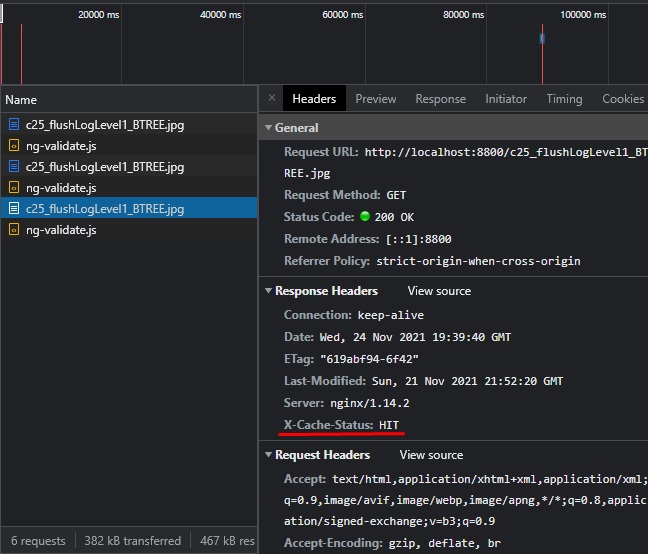 20000 ms 40000 ms 60000 ms 80000 ms 100000 ms
Name
c25_flushLogLevel1_BTREE.jpg
ng-validate.js
c25_flushLogLevel1_BTREE.jpg
ng-validate.js
c25_flushLogLevel1_BTREE.jpg
ng-validate.js
6 requests 382 kB transferred 467 kB res
× Headers Preview Response Initiator Timing Cookies
General
Request URL: http://localhost:8800/c25_flushLogLevel1_BT
REE.jpg
Request Method: GET
Status Code: 200 OK
Remote Address: [::1]:8800
Referrer Policy: strict-origin-when-cross-origin
Response Headers View source
Connection: keep-alive
Date: Wed, 24 Nov 2021 19:39:40 GMT
ETag: "619abf94-6f42"
Last-Modified: Sun, 21 Nov 2021 21:52:20 GMT
Server: nginx/1.14.2
X-Cache-Status: HIT
Request Headers View source
Accept: text/html,application/xhtml+xml,application/xml;
q=0.9,image/avif,image/webp,image/apng,*/*;q=0.8,applic
ation/signed-exchange;v=b3;q=0.9
Accept-Encoding: gzip, deflate, br